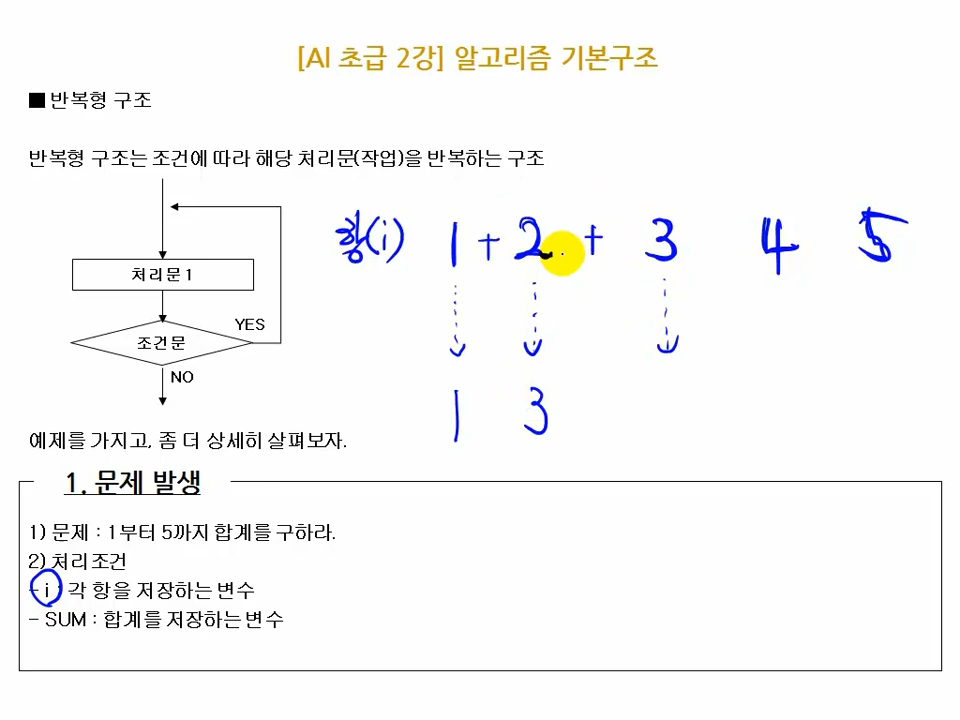 [AI 초급 2강] 알고리즘 기본구조
■ 반복형 구조
반복형 구조는 조건에 따라 해당 처리문(작업)을 반복하는 구조
항(i) 1 + 2 + 3 4 5
처리문1
YES
조건문
NO
1 3
예제를 가지고, 좀 더 상세히 살펴보자.
1. 문제 발생
1) 문제 : 1부터 5까지 합계를 구하라.
2) 처리조건
- i : 각 항을 저장하는 변수
- SUM : 합계를 저장하는 변수